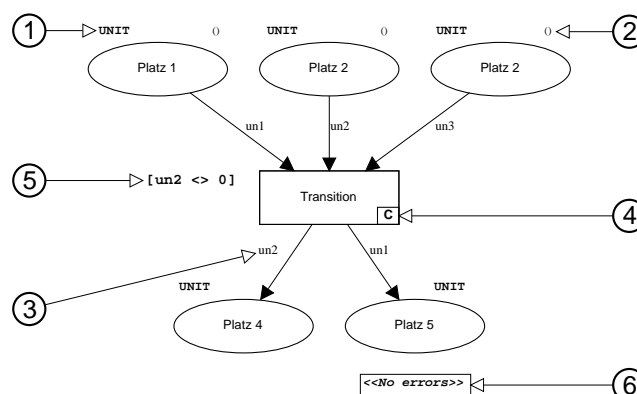 1 UNIT () UNIT () UNIT () 2
Platz 1 Platz 2 Platz 2
un1 un2 un3
5 [un2 <> 0] Transition
C 4
un2 un1
3 UNIT UNIT
Platz 4 Platz 5
<<No errors>> 6